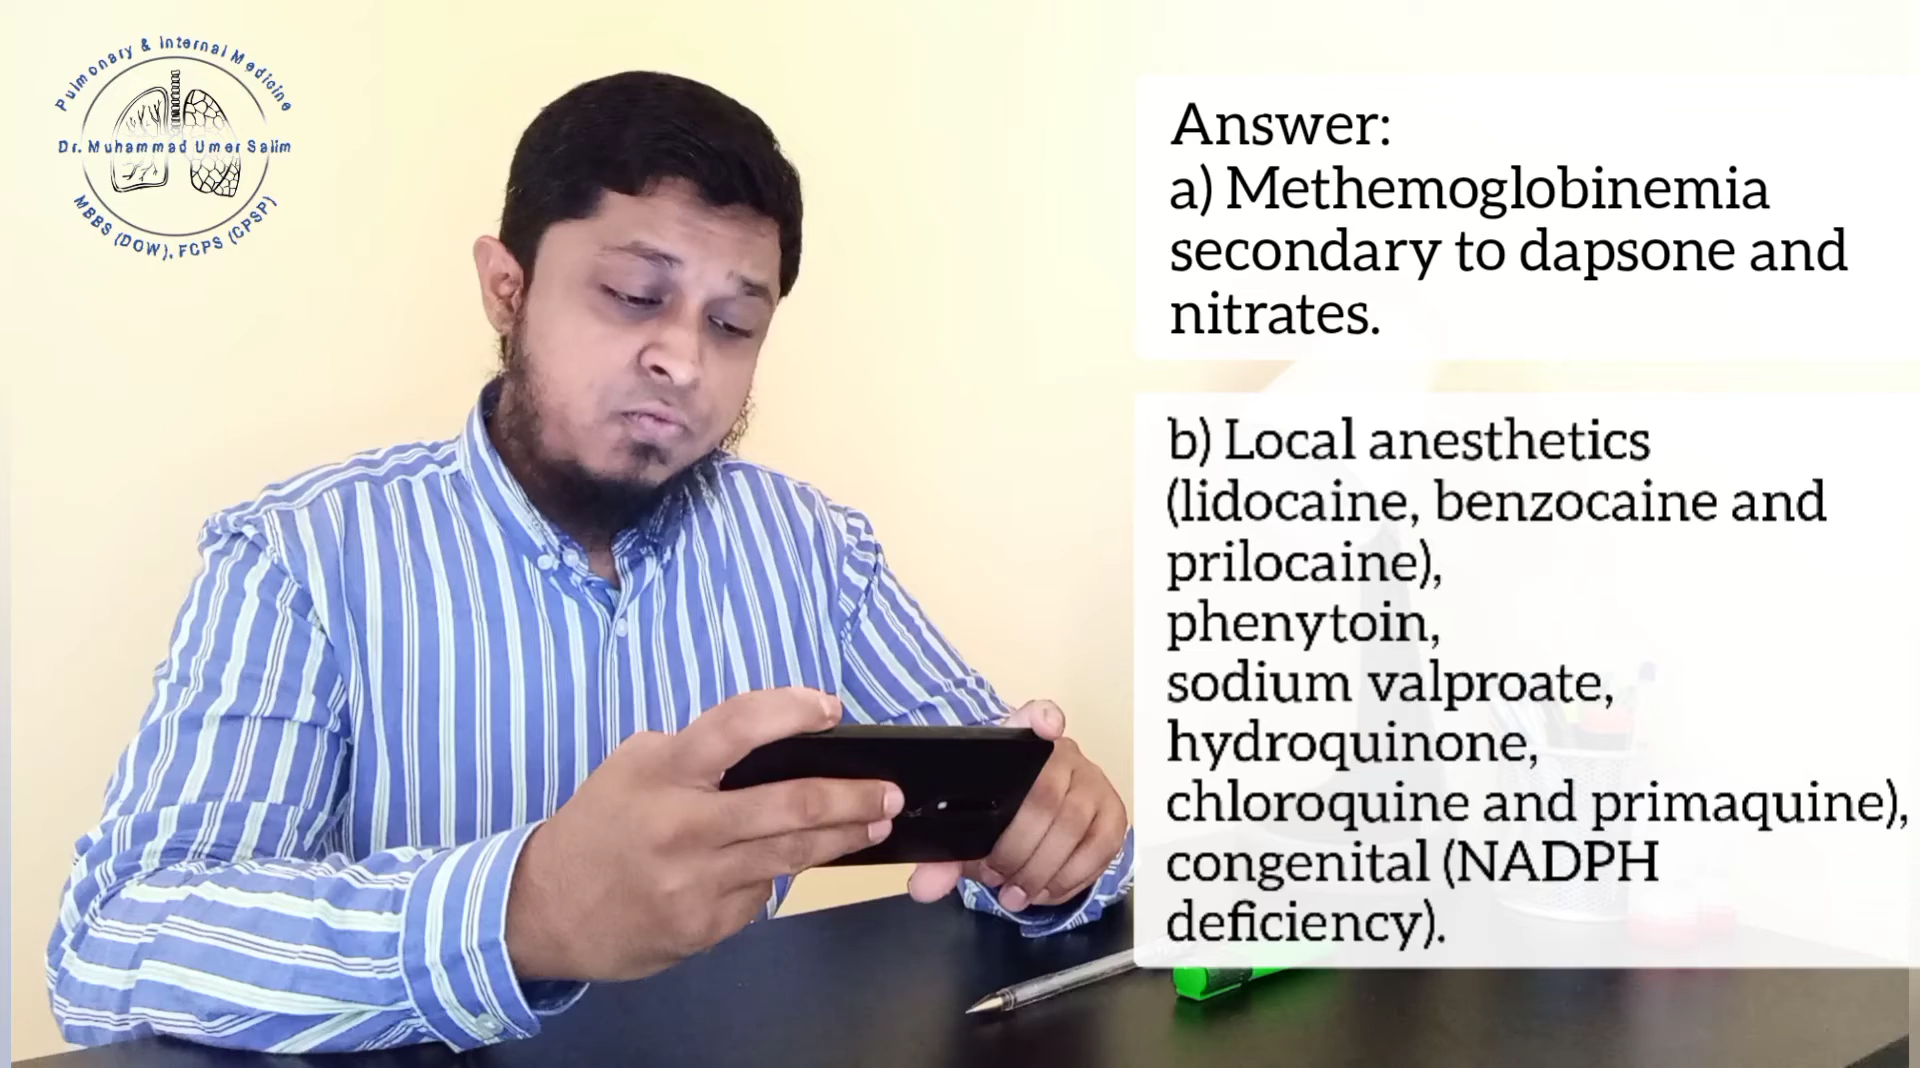 Pulmonary & Internal Medicine
Dr. Muhammad Umer Salim
MBBS (DOW), FCPS (CPSP)
Answer:
a) Methemoglobinemia
secondary to dapsone and
nitrates.
b) Local anesthetics
(lidocaine, benzocaine and
prilocaine),
phenytoin,
sodium valproate,
hydroquinone,
chloroquine and primaquine),
congenital (NADPH
deficiency).